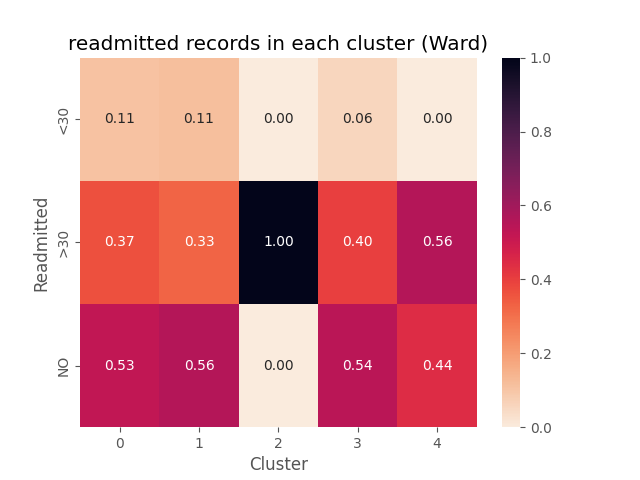 readmitted records in each cluster (Ward)
<30
0.11 0.11 0.00 0.06 0.00
>30
0.37 0.33 1.00 0.40 0.56
NO
0.53 0.56 0.00 0.54 0.44
Readmitted
0 1 2 3 4
Cluster
1.0
0.8
0.6
0.4
0.2
0.0